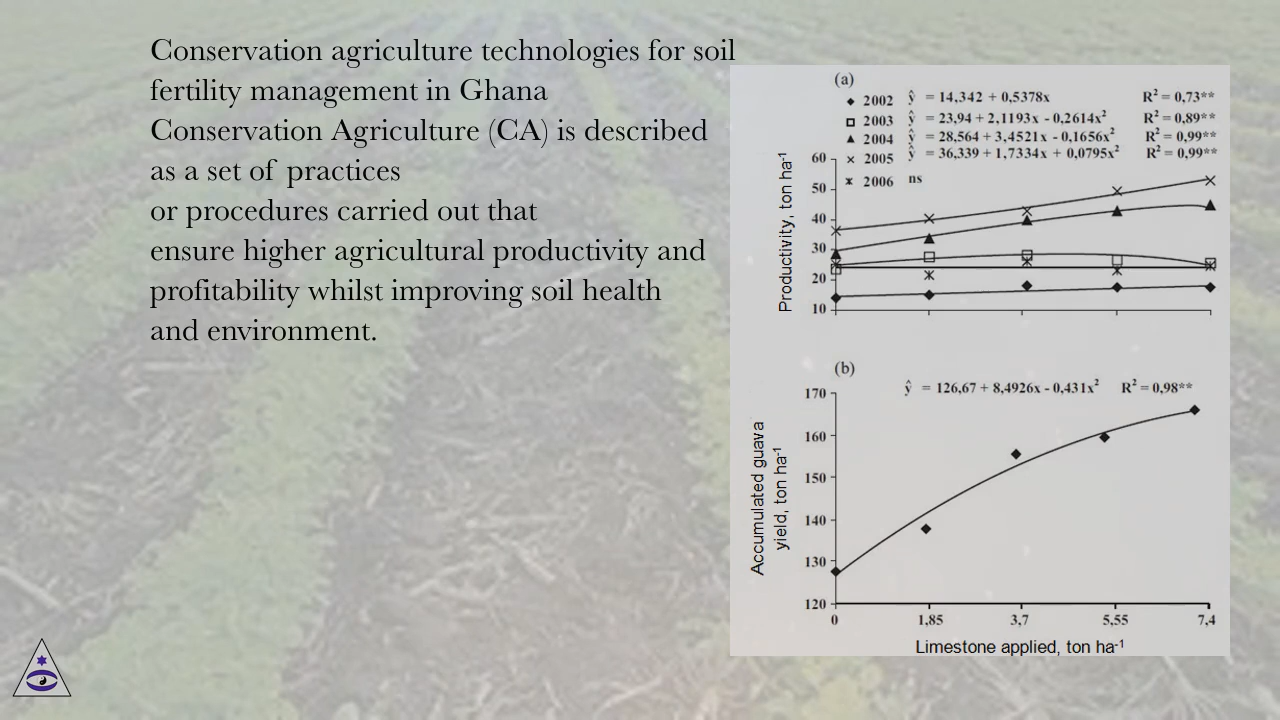 Conservation agriculture technologies for soil
fertility management in Ghana
Conservation Agriculture (CA) is described
as a set of practices
or procedures carried out that
ensure higher agricultural productivity and
profitability whilst improving soil health
and environment.
(a)
2002 ŷ = 14,342 + 0,5378x R² = 0,73**
2003 ŷ = 23,94 + 2,1193x - 0,2614x² R² = 0,89**
2004 ŷ = 28,564 + 3,4521x - 0,1656x² R² = 0,99**
2005 ŷ = 36,339 + 1,7334x + 0,0795x² R² = 0,99**
2006 ns
Productivity, ton ha⁻¹
60
50
40
30
20
10
(b)
ŷ = 126,67 + 8,4926x - 0,431x² R² = 0,98**
Accumulated guava
yield, ton ha⁻¹
170
160
150
140
130
120
0 1,85 3,7 5,55 7,4
Limestone applied, ton ha⁻¹